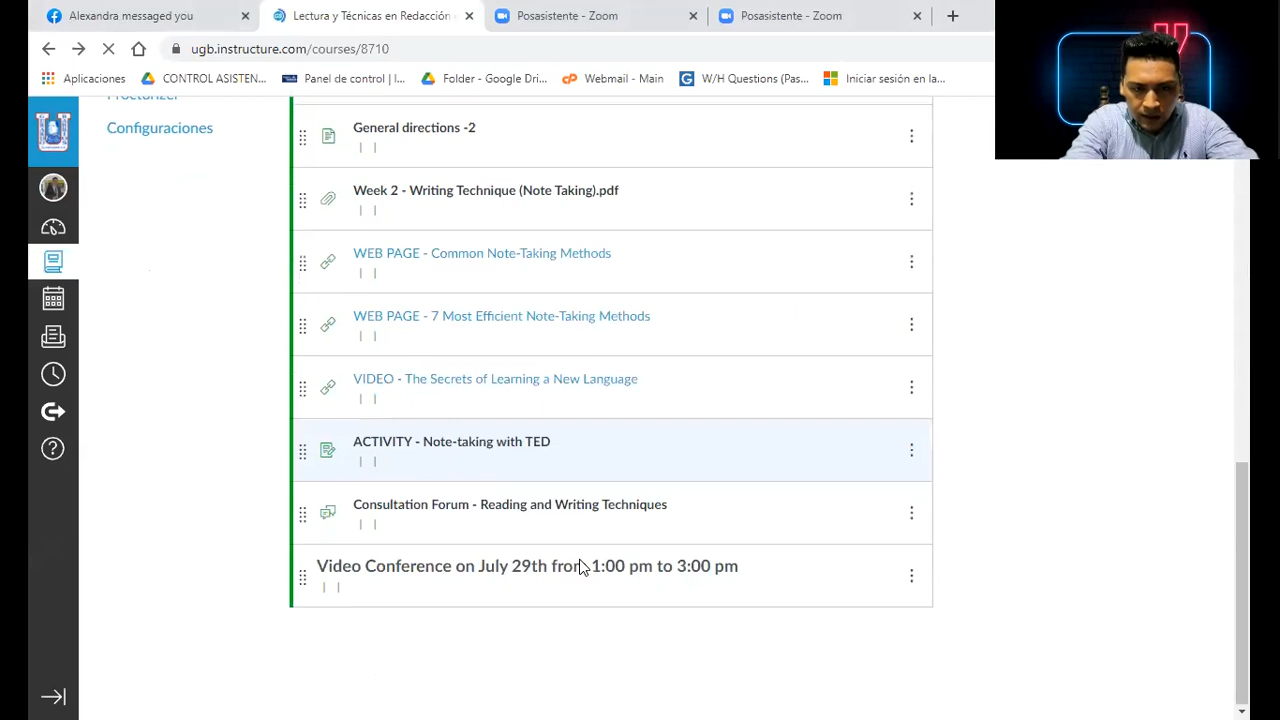 Alexandra messaged you
Lectura y Técnicas en Redacción
Posasistente - Zoom
Posasistente - Zoom
ugb.instructure.com/courses/8710
Aplicaciones
CONTROL ASISTEN...
Panel de control | I...
Folder - Google Dri...
Webmail - Main
W/H Questions (Pas...
Iniciar sesión en la...
Configuraciones
General directions -2
Week 2 - Writing Technique (Note Taking).pdf
WEB PAGE - Common Note-Taking Methods
WEB PAGE - 7 Most Efficient Note-Taking Methods
VIDEO - The Secrets of Learning a New Language
ACTIVITY - Note-taking with TED
Consultation Forum - Reading and Writing Techniques
Video Conference on July 29th from 1:00 pm to 3:00 pm